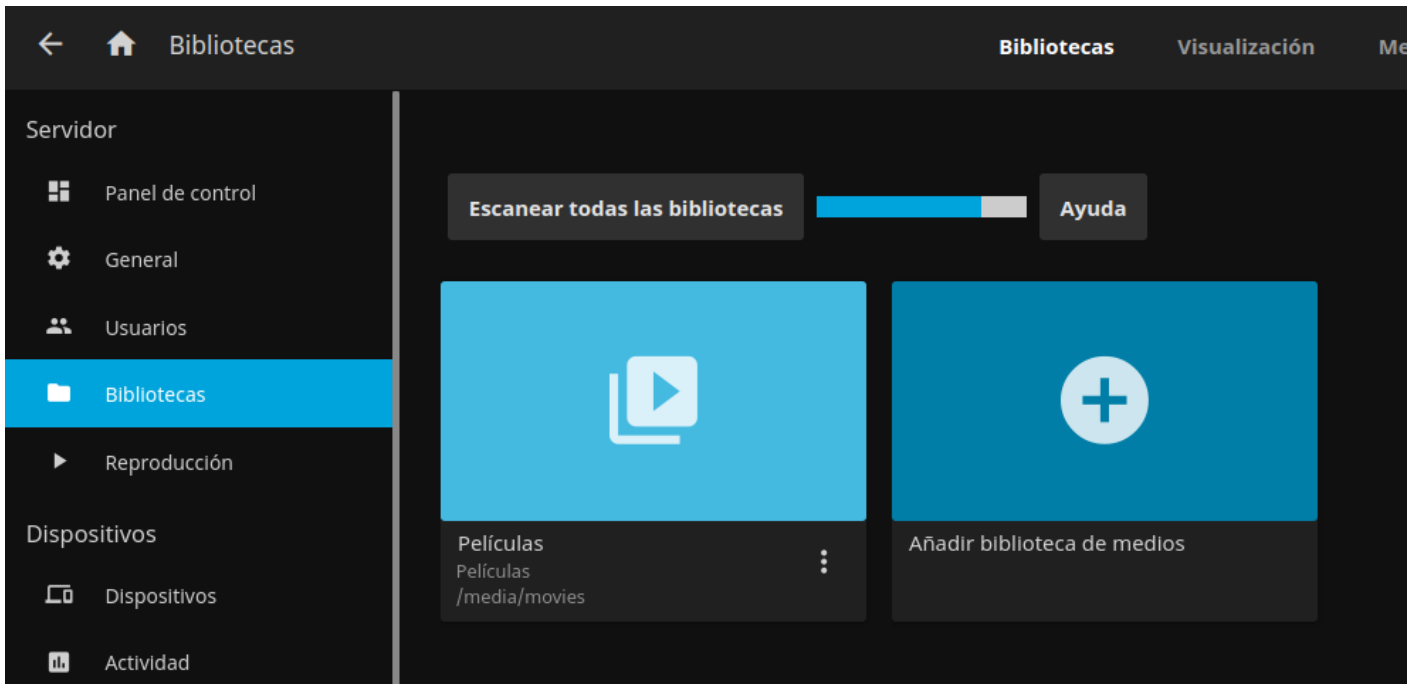 Bibliotecas
Bibliotecas Visualización
Servidor
Panel de control
General
Usuarios
Bibliotecas
Reproducción
Dispositivos
Dispositivos
Actividad
Escanear todas las bibliotecas Ayuda
Películas
Películas
/media/movies
Añadir biblioteca de medios